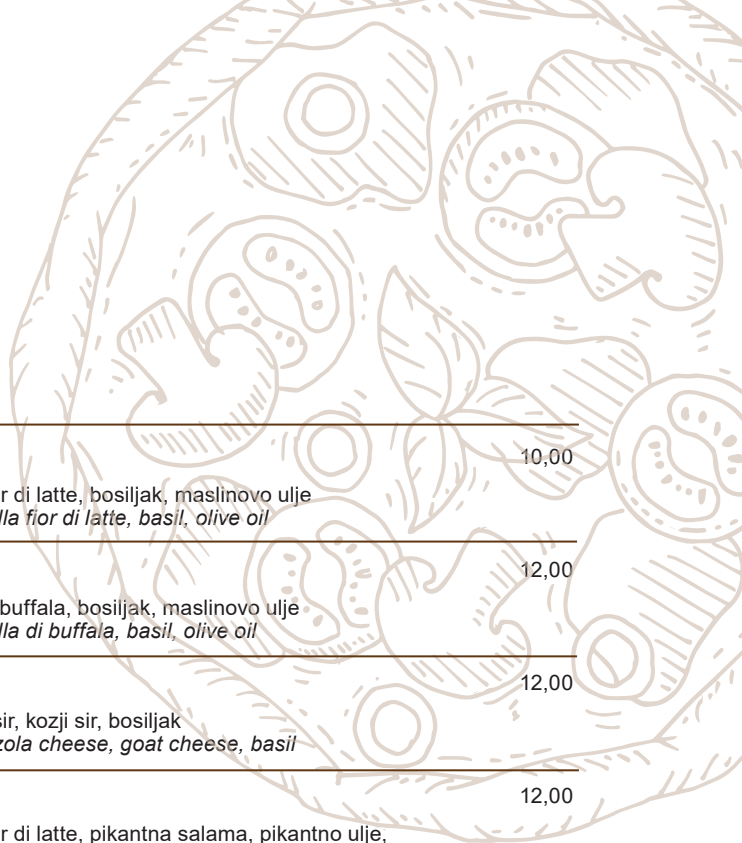 10,00
r di latte, bosiljak, maslinovo ulje
lla fior di latte, basil, olive oil
12,00
buffala, bosiljak, maslinovo ulje
lla di buffala, basil, olive oil
12,00
sir, kozji sir, bosiljak
zola cheese, goat cheese, basil
12,00
r di latte, pikantna salama, pikantno ulje,